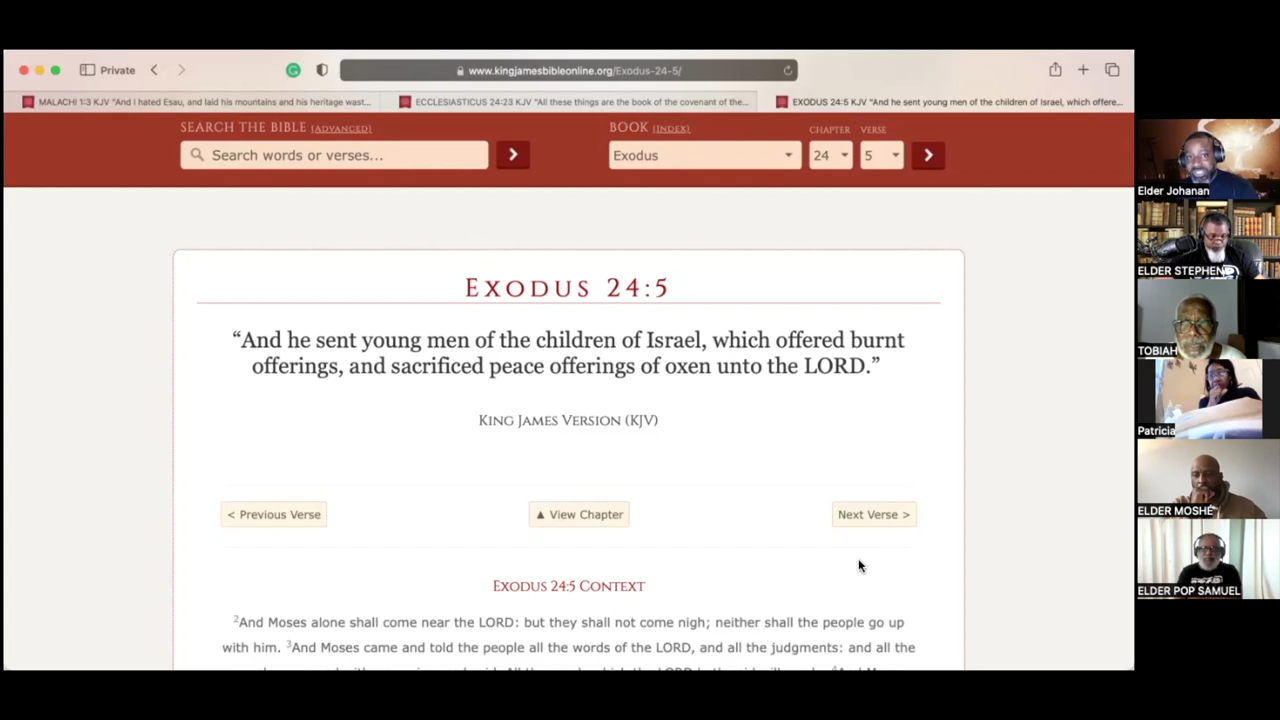 Private
www.kingjamesbibleonline.org/Exodus-24-5/
MALACHI 1:3 KJV "And I hated Esau, and laid his mountains and his heritage wast...
ECCLESIASTICUS 24:23 KJV "All these things are the book of the covenant of the...
EXODUS 24:5 KJV "And he sent young men of the children of Israel, which offere...
SEARCH THE BIBLE (ADVANCED)
BOOK (INDEX)
CHAPTER
VERSE
Search words or verses...
Exodus
24
5
EXODUS 24:5
“And he sent young men of the children of Israel, which offered burnt
offerings, and sacrificed peace offerings of oxen unto the LORD.”
KING JAMES VERSION (KJV)
< Previous Verse
▲ View Chapter
Next Verse >
EXODUS 24:5 CONTEXT
2And Moses alone shall come near the LORD: but they shall not come nigh; neither shall the people go up
with him. 3And Moses came and told the people all the words of the LORD, and all the judgments: and all the
Elder Johanan
ELDER STEPHEN
TOBIAH
Patricia
ELDER MOSHÉ
ELDER POP SAMUEL